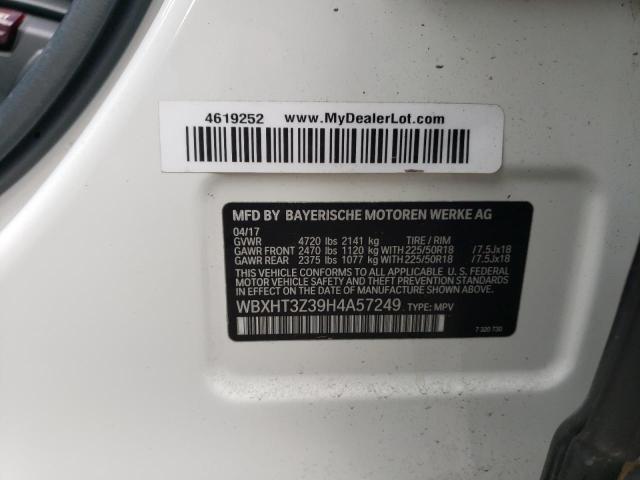 4619252 www.MyDealerLot.com
MFD BY BAYERISCHE MOTOREN WERKE AG
04/17
GVWR 4720 lbs 2141 kg TIRE / RIM
GAWR FRONT 2470 lbs 1120 kg WITH 225/50R18 /7.5Jx18
GAWR REAR 2375 lbs 1077 kg WITH 225/50R18 /7.5Jx18
THIS VEHICLE CONFORMS TO ALL APPLICABLE U. S. FEDERAL
MOTOR VEHICLE SAFETY AND THEFT PREVENTION
STANDARDS IN EFFECT ON THE DATE OF MANUFACTURE
SHOWN ABOVE.
WBXHT3Z39H4A57249 TYPE: MPV
7 320 730